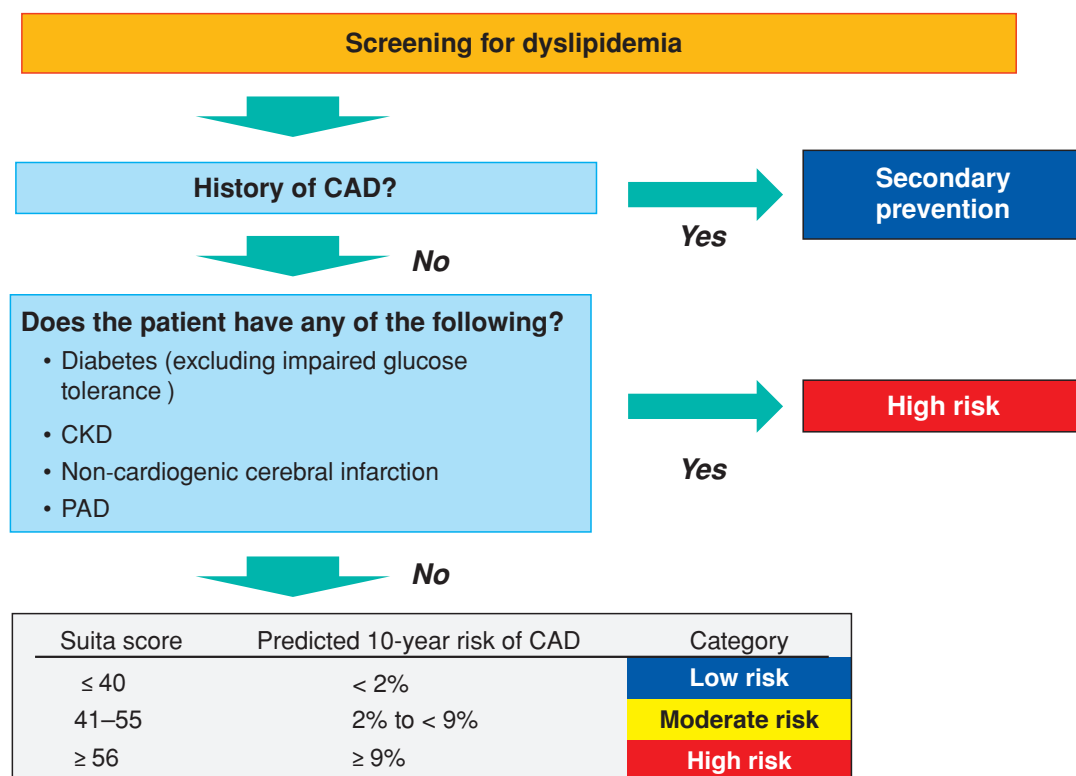 Screening for dyslipidemia
History of CAD?
Yes
Secondary
prevention
No
Does the patient have any of the following?
• Diabetes (excluding impaired glucose
tolerance )
• CKD
• Non-cardiogenic cerebral infarction
• PAD
Yes
High risk
No
Suita score Predicted 10-year risk of CAD Category
≤ 40 < 2% Low risk
41–55 2% to < 9% Moderate risk
≥ 56 ≥ 9% High risk